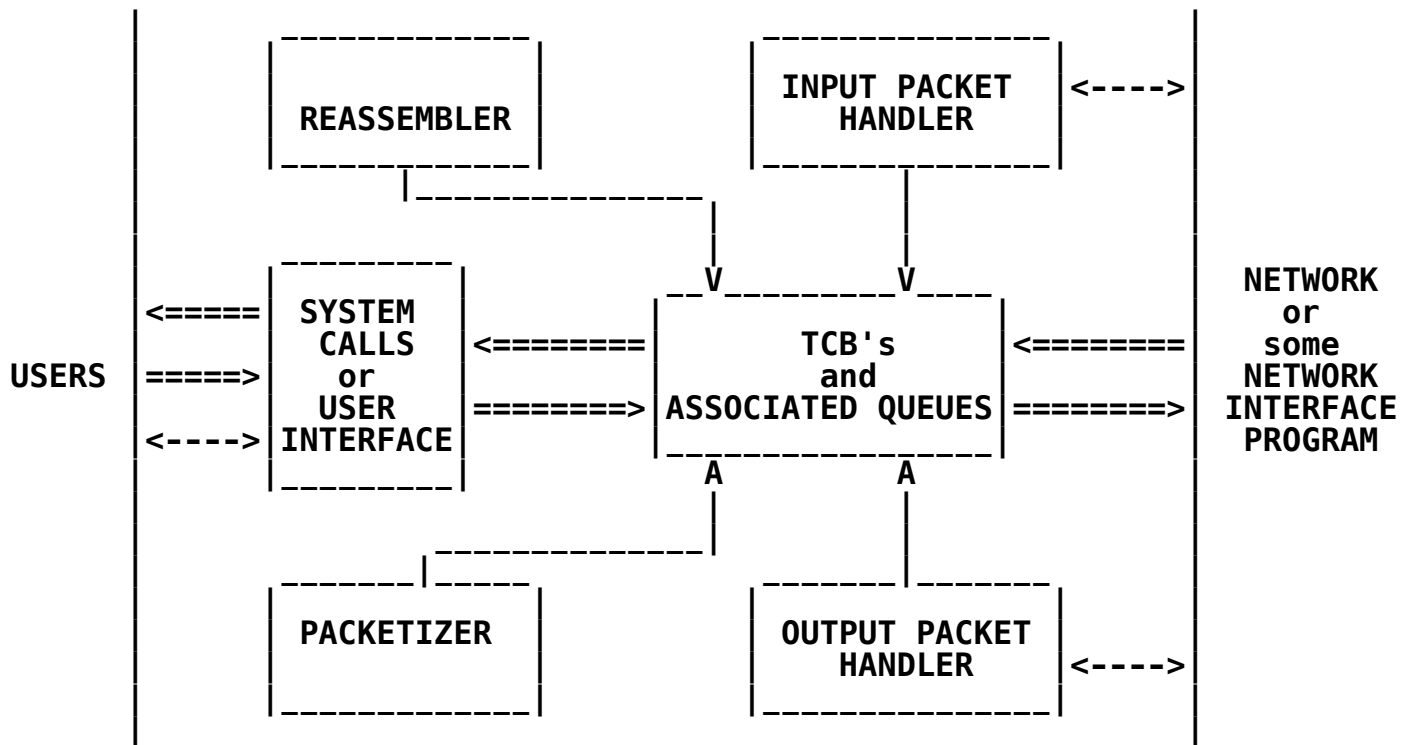 REASSEMBLER
INPUT PACKET
HANDLER
USERS
SYSTEM
CALLS
or
USER
INTERFACE
TCB's
and
ASSOCIATED QUEUES
NETWORK
or
some
NETWORK
INTERFACE
PROGRAM
PACKETIZER
OUTPUT PACKET
HANDLER